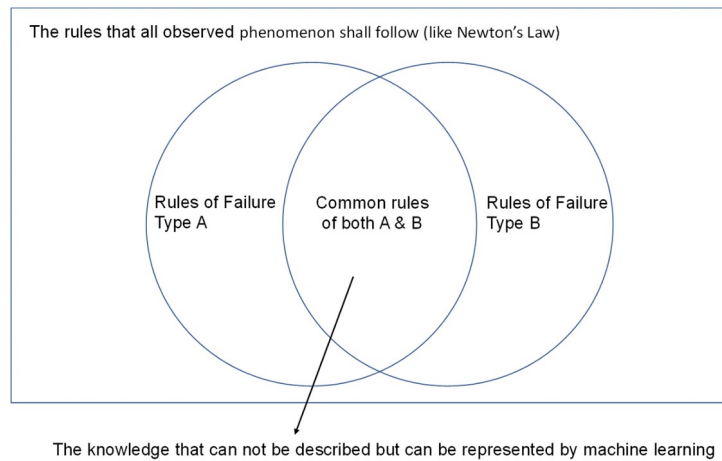 The rules that all observed phenomenon shall follow (like Newton's Law)
Rules of Failure
Type A
Common rules
of both A & B
Rules of Failure
Type B
The knowledge that can not be described but can be represented by machine learning